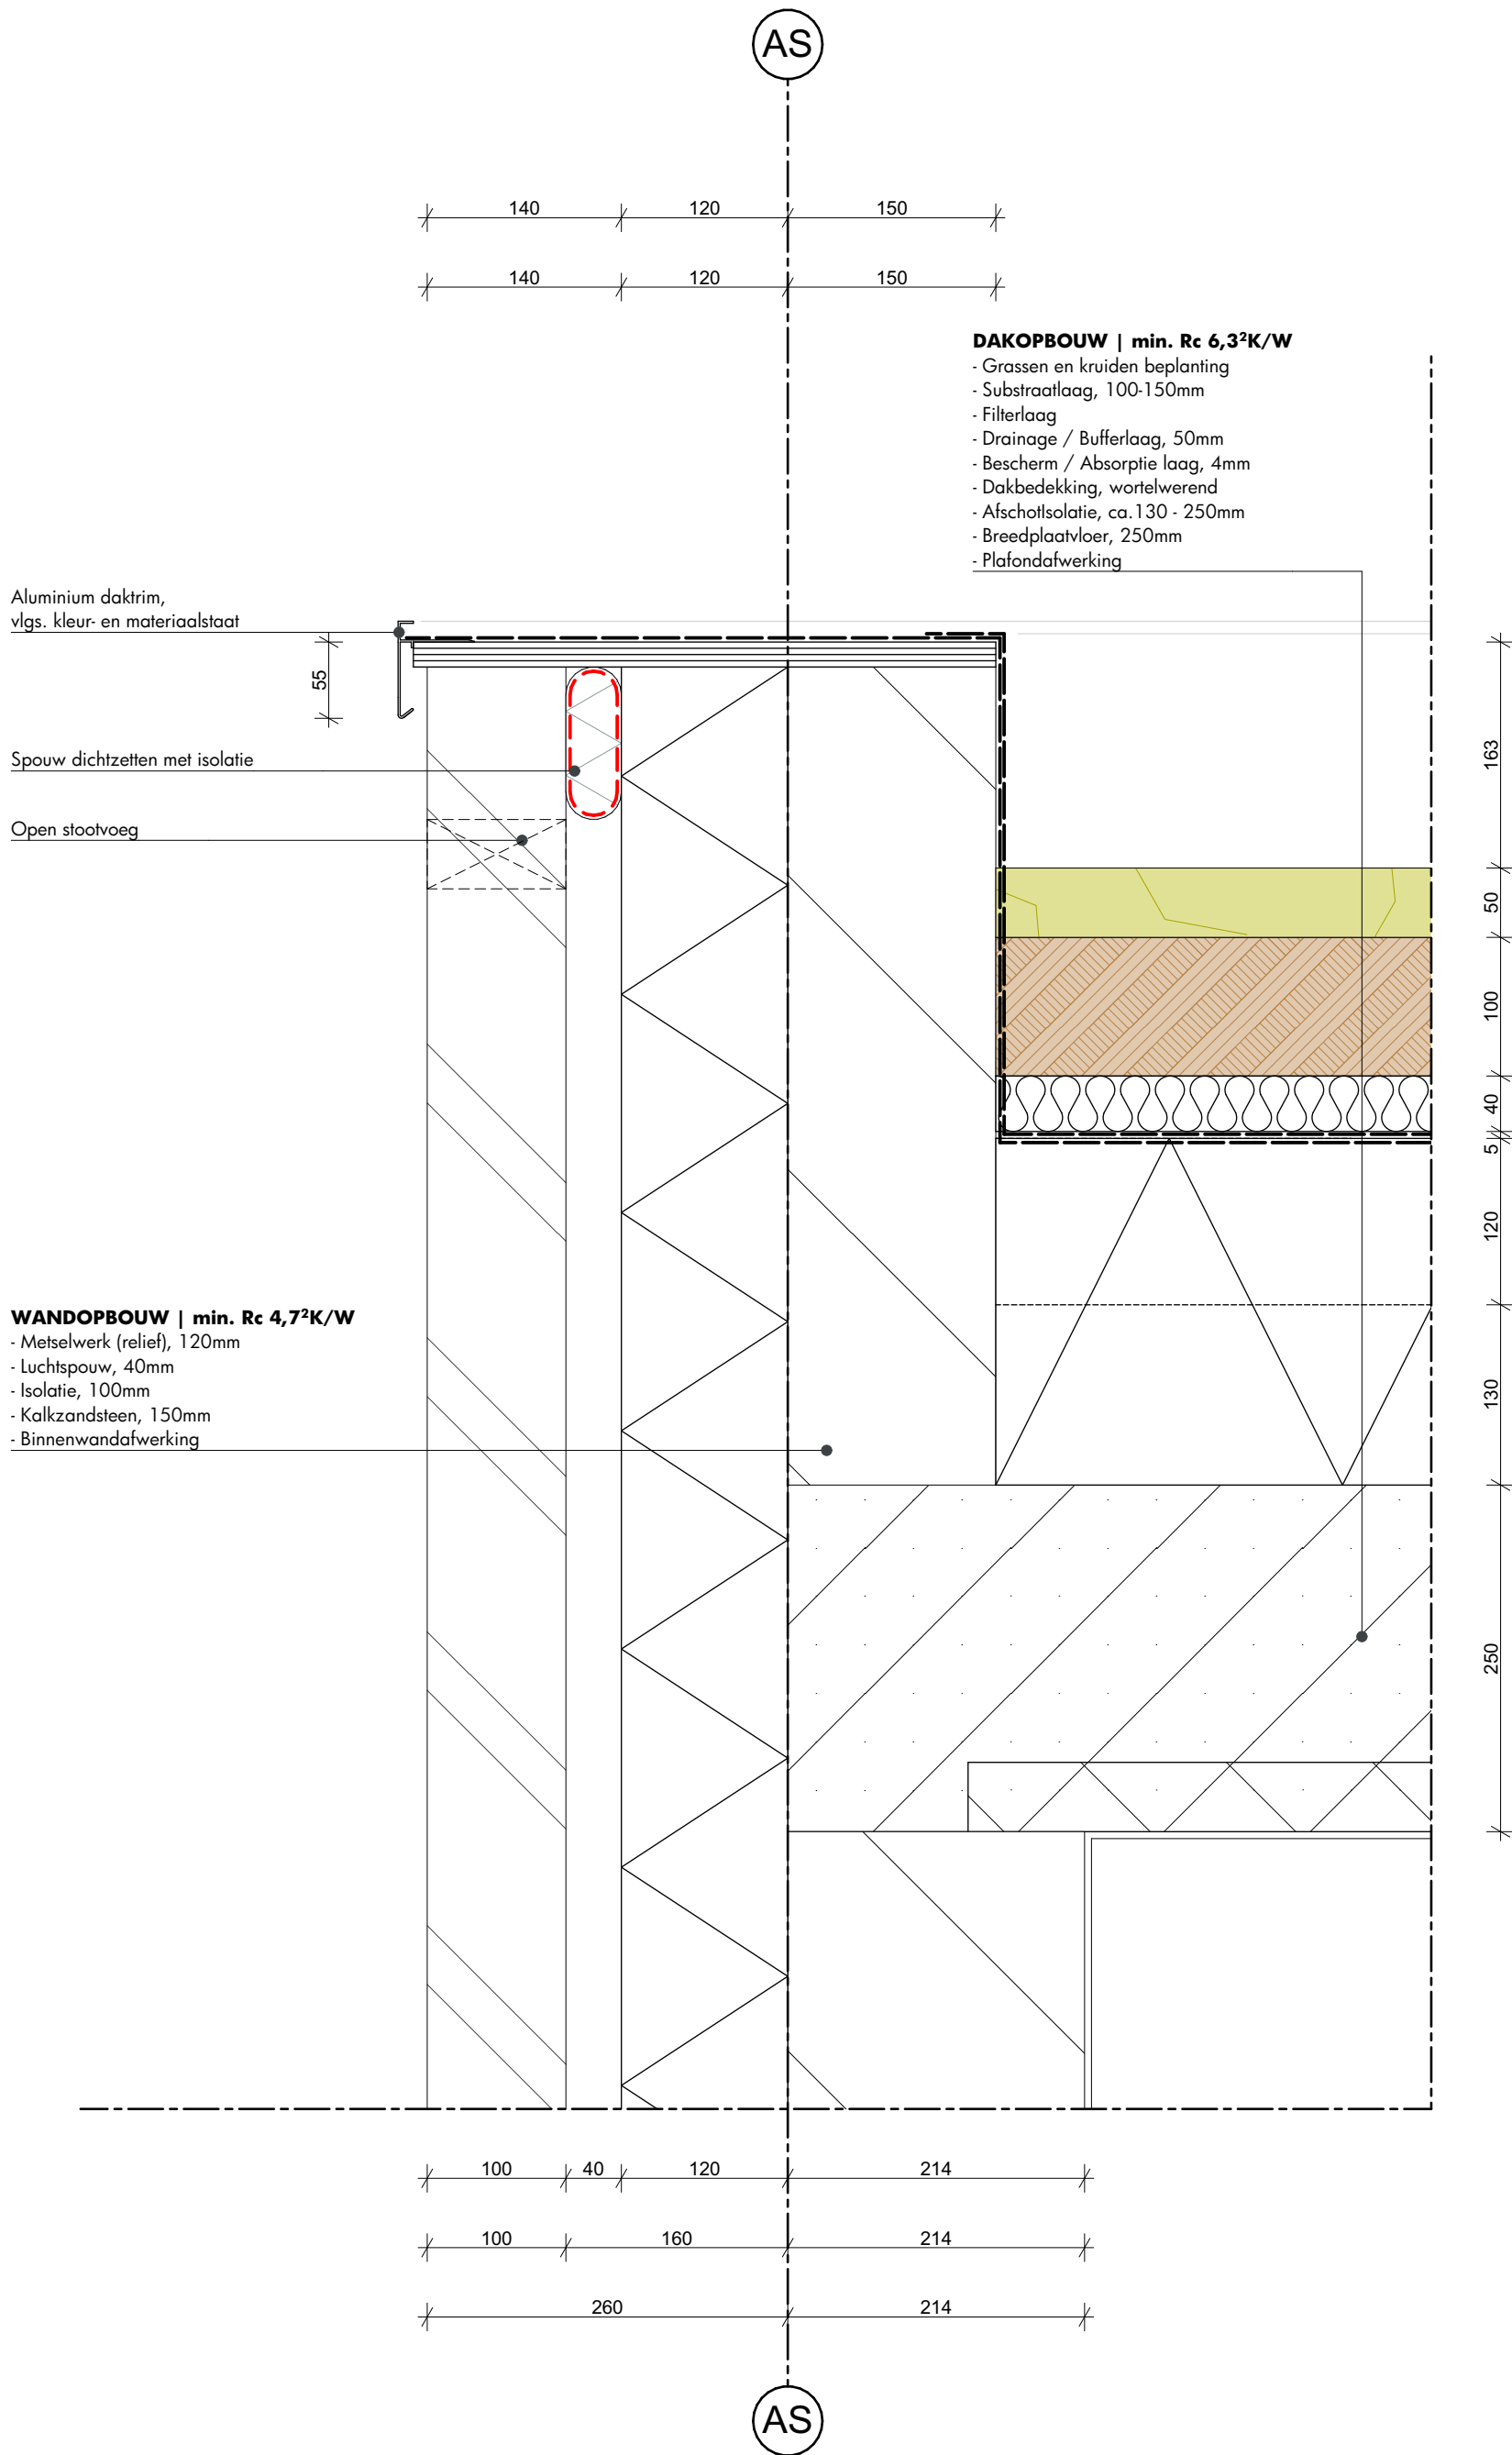 AS
140 120 150
140 120 150
DAKOPBOUW | min. Rc 6,3²K/W
- Grassen en kruiden beplanting
- Substraatlaag, 100-150mm
- Filterlaag
- Drainage / Bufferlaag, 50mm
- Bescherm / Absorptie laag, 4mm
- Dakbedekking, wortelwerend
- AfschotIsolatie, ca.130 - 250mm
- Breedplaatvloer, 250mm
- Plafondafwerking
Aluminium daktrim,
vlgs. kleur- en materiaalstaat
55
Spouw dichtzetten met isolatie
Open stootvoeg
163
50
100
40
5
120
130
250
WANDOPBOUW | min. Rc 4,7²K/W
- Metselwerk (relief), 120mm
- Luchtspouw, 40mm
- Isolatie, 100mm
- Kalkzandsteen, 150mm
- Binnenwandafwerking
100 40 120 214
100 160 214
260 214
AS